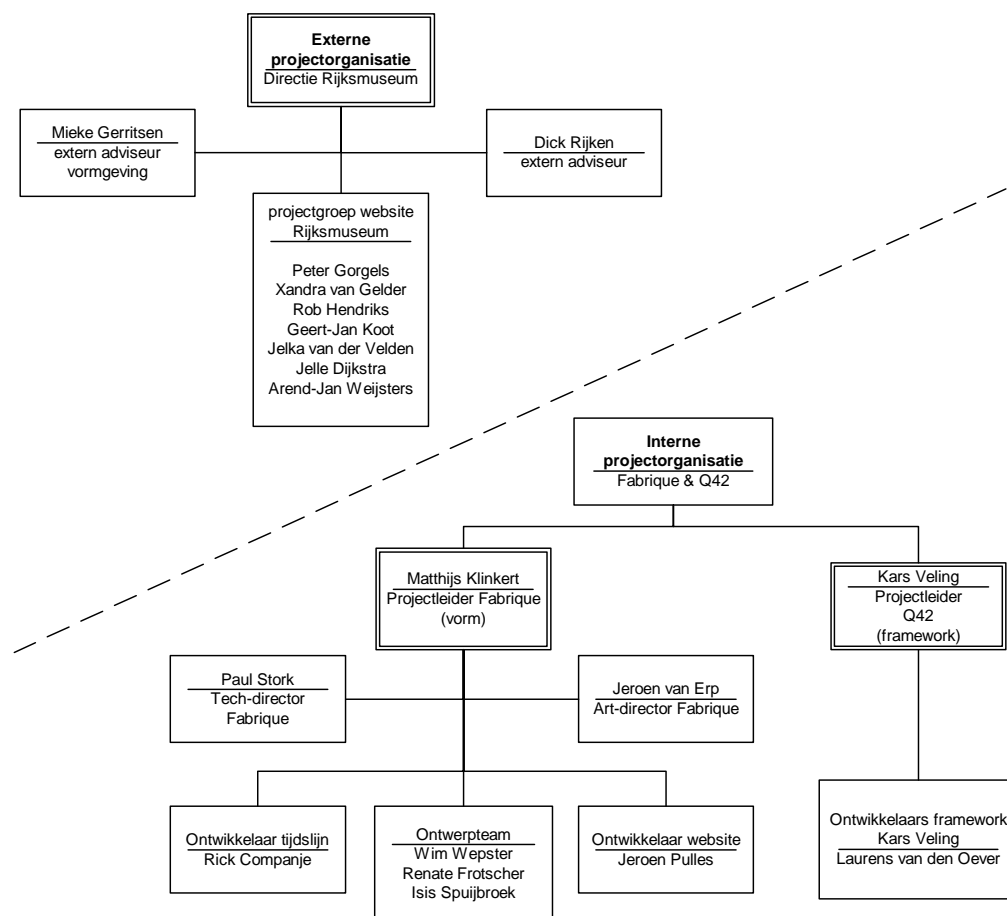 Externe
projectorganisatie
Directie Rijksmuseum
Mieke Gerritsen
extern adviseur
vormgeving
Dick Rijken
extern adviseur
projectgroep website
Rijksmuseum
Peter Gorgels
Xandra van Gelder
Rob Hendriks
Geert-Jan Koot
Jelka van der Velden
Jelle Dijkstra
Arend-Jan Weijsters
Interne
projectorganisatie
Fabrique & Q42
Matthijs Klinkert
Projectleider Fabrique
(vorm)
Kars Veling
Projectleider
Q42
(framework)
Paul Stork
Tech-director
Fabrique
Jeroen van Erp
Art-director Fabrique
Ontwikkelaar tijdslijn
Rick Companje
Ontwerpteam
Wim Wepster
Renate Frotscher
Isis Spuijbroek
Ontwikkelaar website
Jeroen Pulles
Ontwikkelaars framework
Kars Veling
Laurens van den Oever